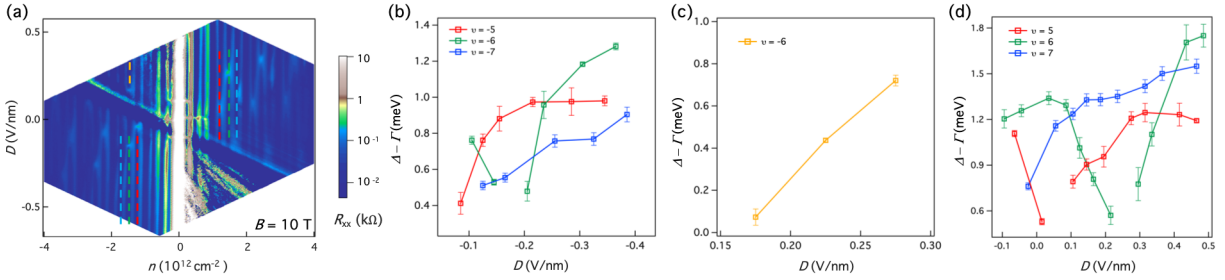 (a)
D (V/nm)
0.5
0.0
-0.5
B = 10 T
-4
-2
0
2
4
n (10¹² cm⁻²)
10
1
10⁻¹
10⁻²
Rₓₓ (kΩ)
(b)
Δ – Γ (meV)
1.4
1.2
1.0
0.8
0.6
0.4
υ = -5
υ = -6
υ = -7
-0.1
-0.2
-0.3
-0.4
D (V/nm)
(c)
Δ – Γ (meV)
1.0
0.8
0.6
0.4
0.2
0.0
υ = -6
0.15
0.20
0.25
0.30
D (V/nm)
(d)
Δ – Γ (meV)
1.8
1.5
1.2
0.9
0.6
υ = 5
υ = 6
υ = 7
-0.1
0.0
0.1
0.2
0.3
0.4
0.5
D (V/nm)